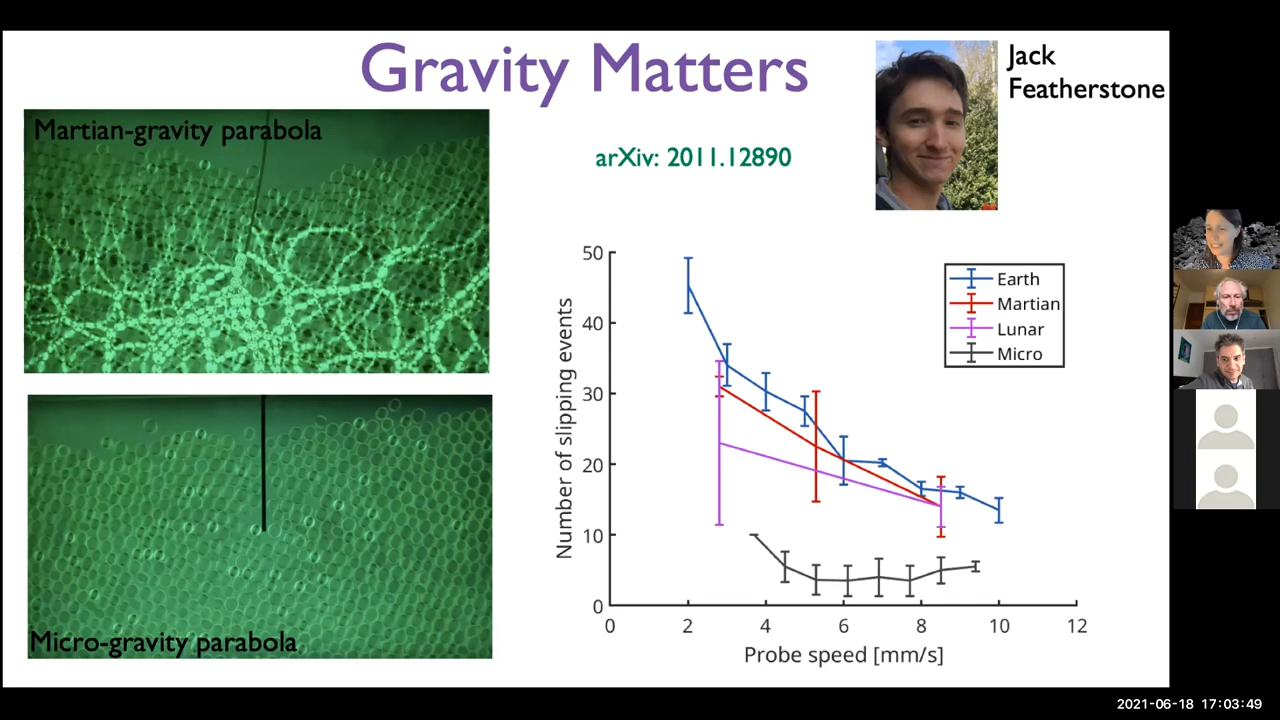 Gravity Matters
Jack
Featherstone
Martian-gravity parabola
arXiv: 2011.12890
Micro-gravity parabola
Number of slipping events
50
40
30
20
10
0
0 2 4 6 8 10 12
Probe speed [mm/s]
Earth
Martian
Lunar
Micro
2021-06-18 17:03:49